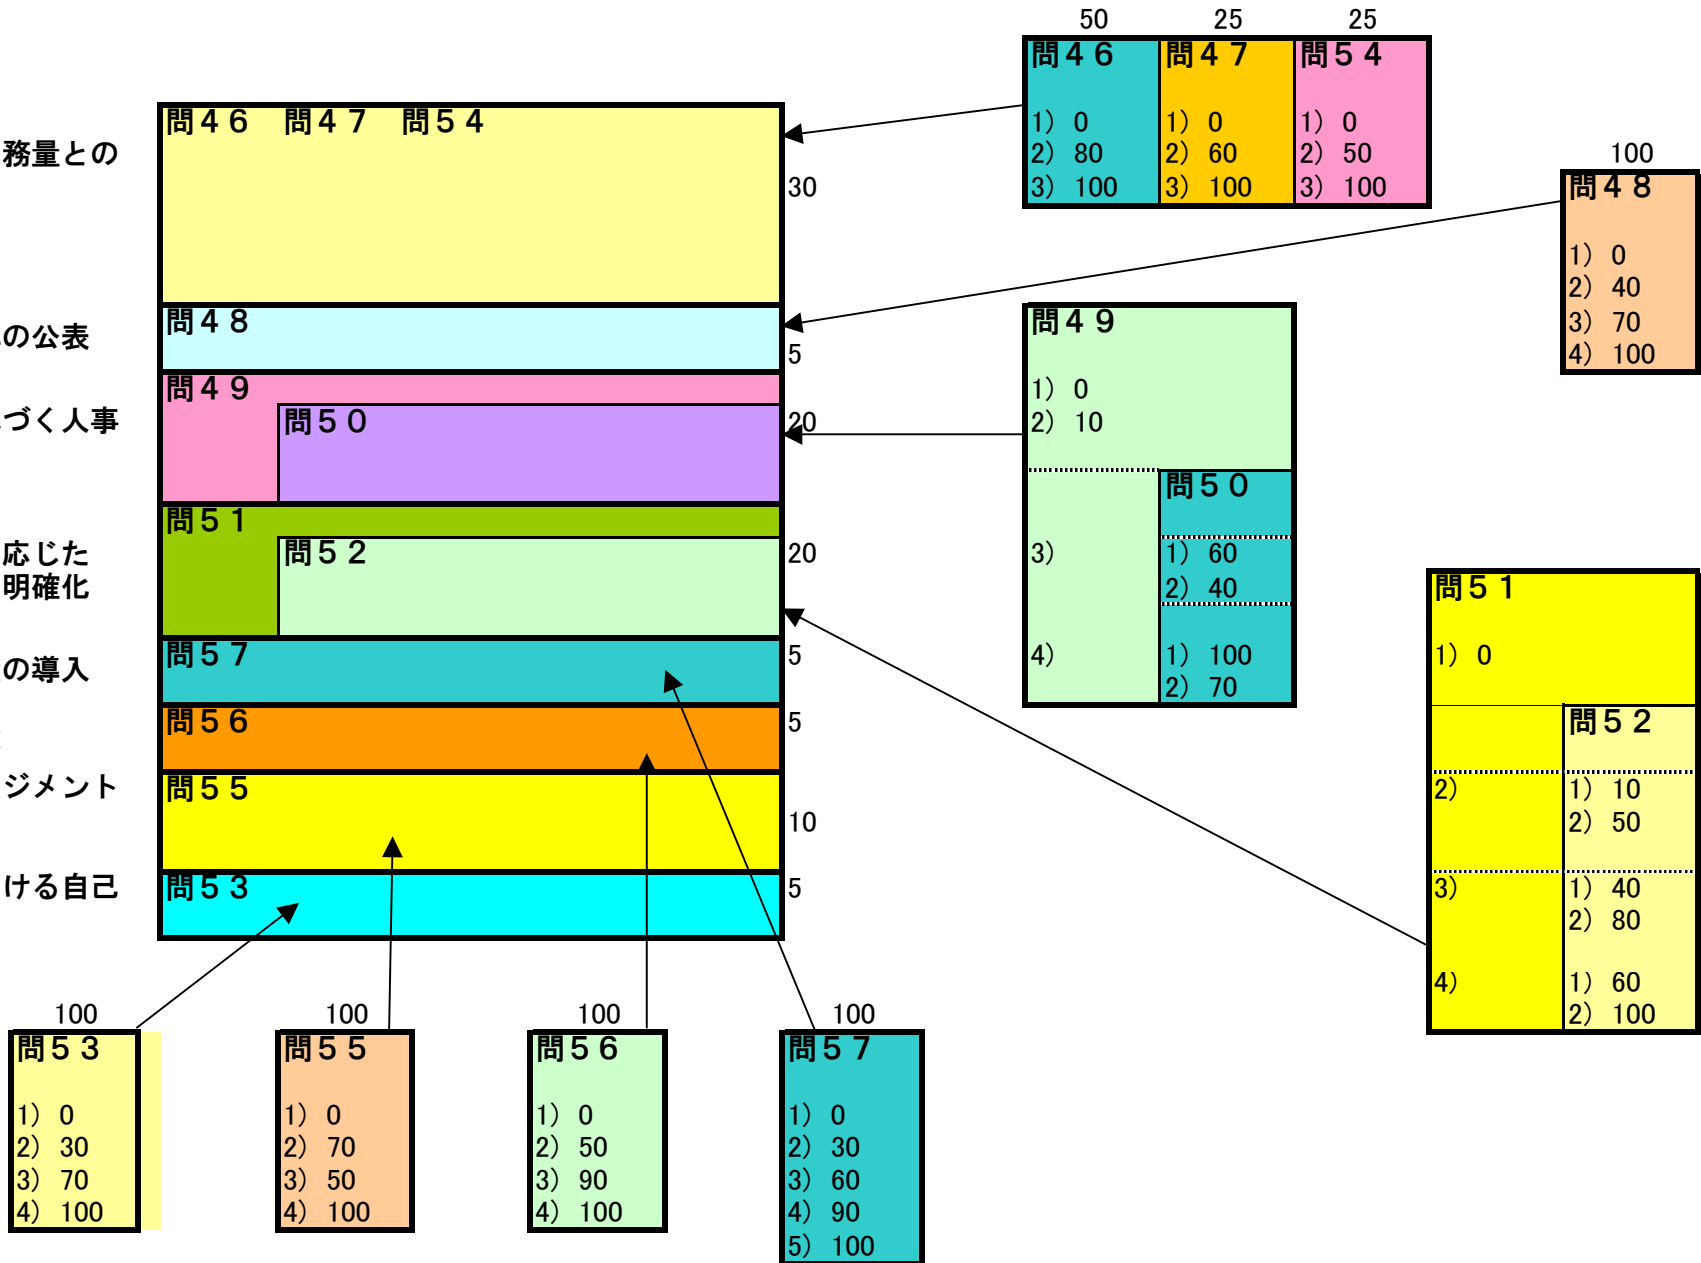 50 25 25
問４６ 問４７ 問５４
1) 0 1) 0 1) 0
2) 80 2) 60 2) 50
3) 100 3) 100 3) 100
100
問４８
1) 0
2) 40
3) 70
4) 100
務量との
問４６ 問４７ 問５４
30
の公表
問４８
5
づく人事
問４９
問５０
20
応じた
明確化
問５１
問５２
20
の導入
問５７
5
問５６
5
ジメント
問５５
10
ける自己
問５３
5
問４９
1) 0
2) 10
問５０
3) 1) 60
2) 40
4) 1) 100
2) 70
問５１
1) 0
問５２
2) 1) 10
2) 50
3) 1) 40
2) 80
4) 1) 60
2) 100
100
問５３
1) 0
2) 30
3) 70
4) 100
100
問５５
1) 0
2) 70
3) 50
4) 100
100
問５６
1) 0
2) 50
3) 90
4) 100
100
問５７
1) 0
2) 30
3) 60
4) 90
5) 100